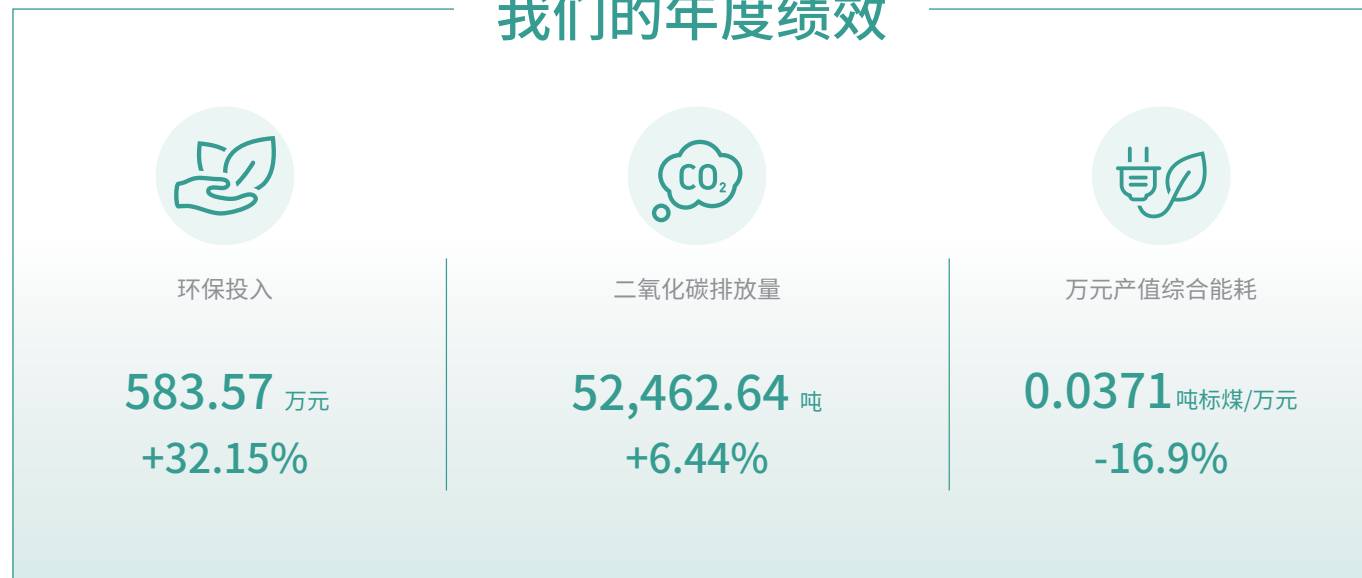 我们的年度绩效
CO₂
环保投入
二氧化碳排放量
万元产值综合能耗
583.57 万元
+32.15%
52,462.64 吨
+6.44%
0.0371 吨标煤/万元
-16.9%